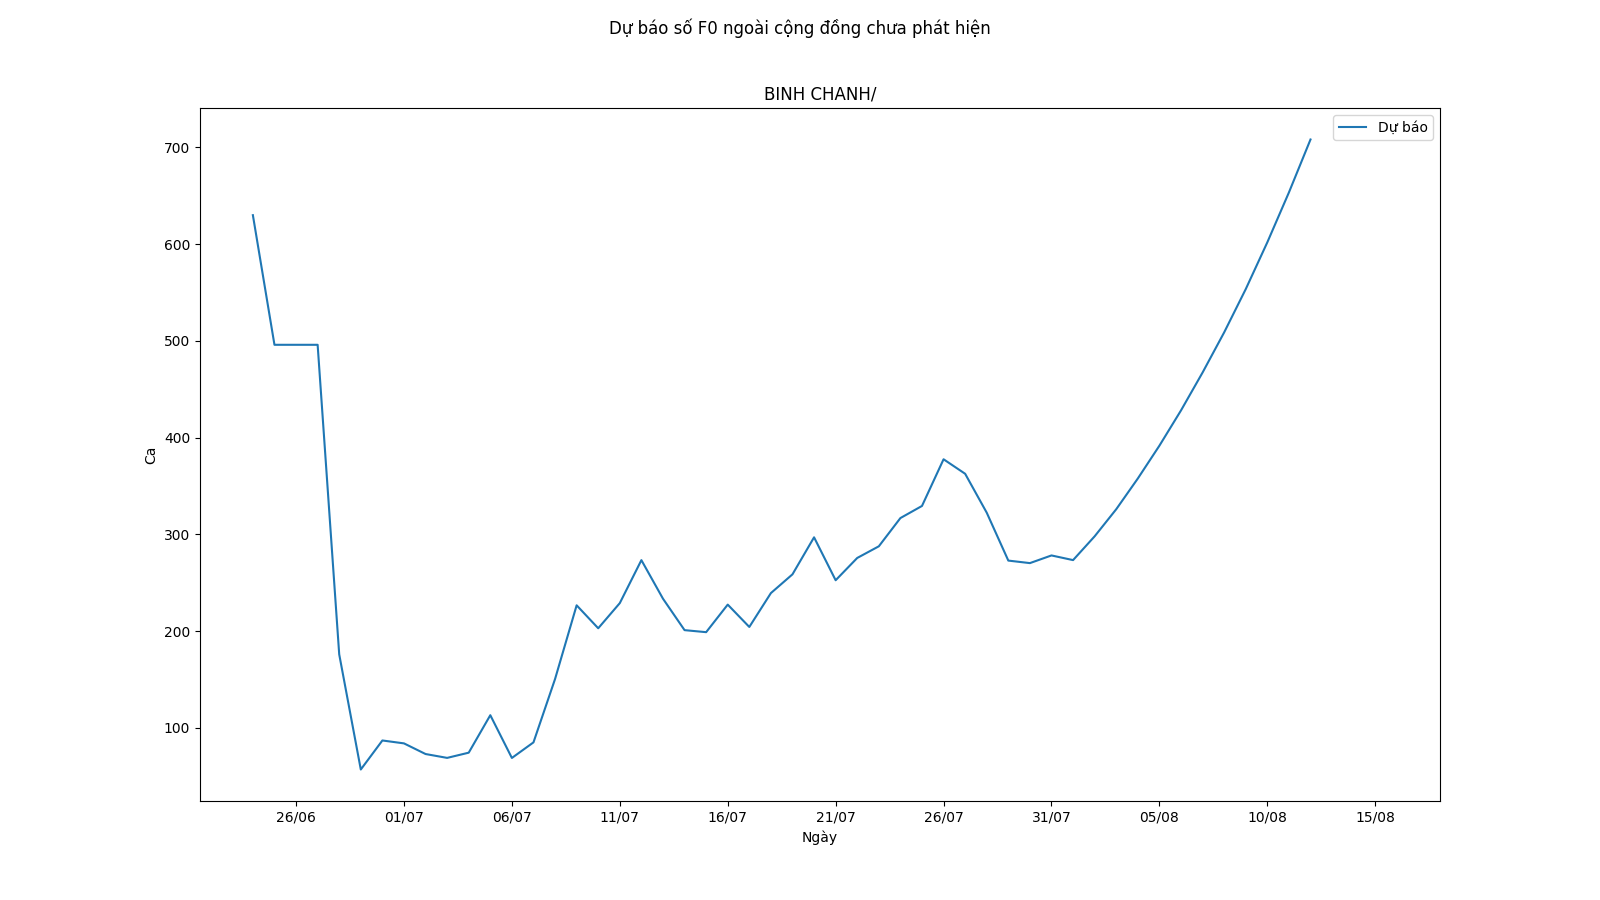 Dự báo số F0 ngoài cộng đồng chưa phát hiện
BINH CHANH/
Dự báo
700
600
500
400
300
200
100
Ca
26/06 01/07 06/07 11/07 16/07 21/07 26/07 31/07 05/08 10/08 15/08
Ngày